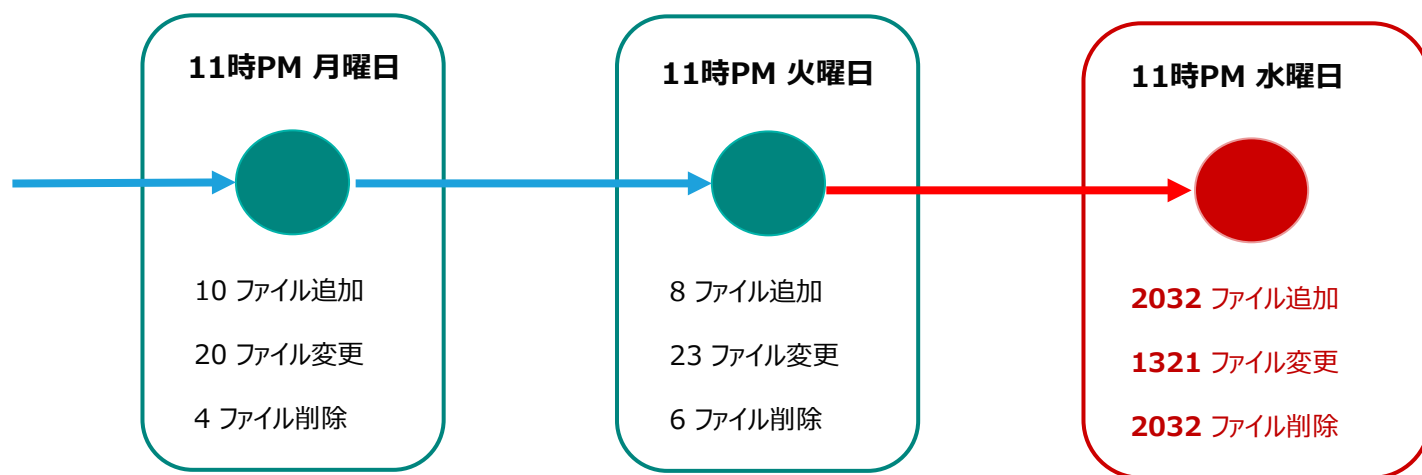 11時PM 月曜日
10 ファイル追加
20 ファイル変更
4 ファイル削除
11時PM 火曜日
8 ファイル追加
23 ファイル変更
6 ファイル削除
11時PM 水曜日
2032 ファイル追加
1321 ファイル変更
2032 ファイル削除